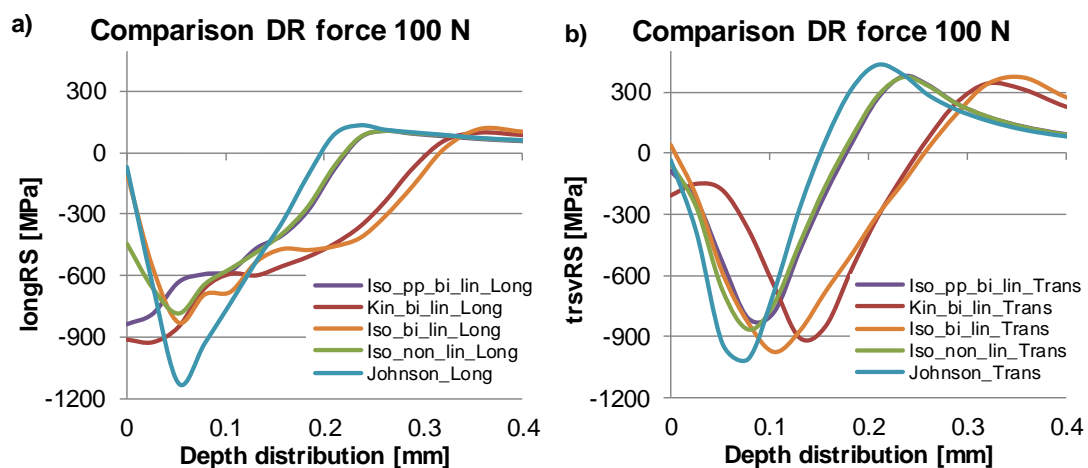 a)
Comparison DR force 100 N
longRS [MPa]
300
0
-300
-600
-900
-1200
Iso_pp_bi_lin_Long
Kin_bi_lin_Long
Iso_bi_lin_Long
Iso_non_lin_Long
Johnson_Long
0 0.1 0.2 0.3 0.4
Depth distribution [mm]
b)
Comparison DR force 100 N
trsvRS [MPa]
300
0
-300
-600
-900
-1200
Iso_pp_bi_lin_Trans
Kin_bi_lin_Trans
Iso_bi_lin_Trans
Iso_non_lin_Trans
Johnson_Trans
0 0.1 0.2 0.3 0.4
Depth distribution [mm]